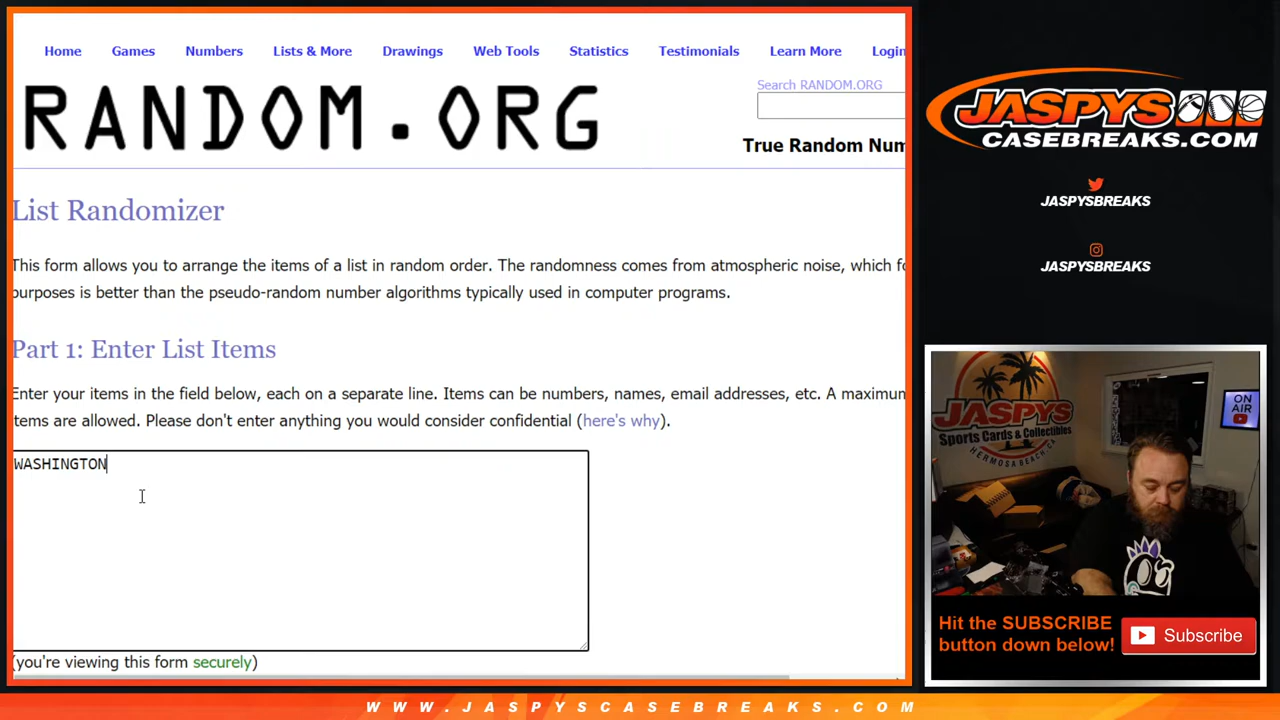 Home Games Numbers Lists & More Drawings Web Tools Statistics Testimonials Learn More Login
RANDOM.ORG
Search RANDOM.ORG
True Random Num
List Randomizer
This form allows you to arrange the items of a list in random order. The randomness comes from atmospheric noise, which fo
purposes is better than the pseudo-random number algorithms typically used in computer programs.
Part 1: Enter List Items
Enter your items in the field below, each on a separate line. Items can be numbers, names, email addresses, etc. A maximum
items are allowed. Please don't enter anything you would consider confidential (here's why).
WASHINGTON
(you're viewing this form securely)
JASPYS
CASEBREAKS.COM
JASPYSBREAKS
JASPYSBREAKS
JASPYS
Sports Cards & Collectibles
HERMOSA BEACH, CA
ON
AIR
Hit the SUBSCRIBE
button down below!
Subscribe
WWW.JASPYSCASEBREAKS.COM